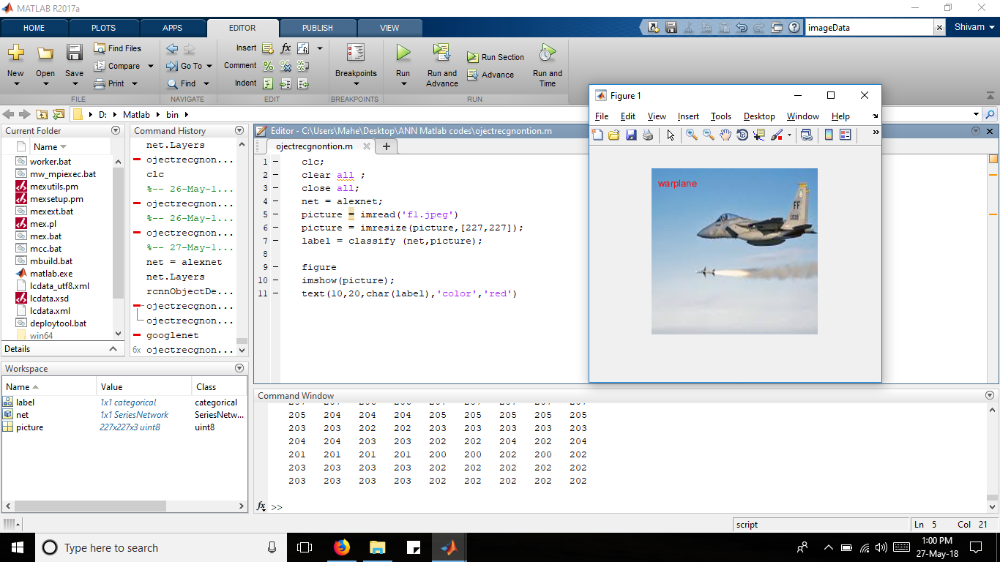 MATLAB R2017a
HOME PLOTS APPS EDITOR PUBLISH VIEW
imageData
Shivam
New
Open
Save
Find Files
Compare
Print
FILE
Go To
Find
NAVIGATE
Insert fx
Comment
Indent
EDIT
Breakpoints
BREAKPOINTS
Run
Run and
Advance
Run Section
Advance
Run and
Time
RUN
D: Matlab bin
Current Folder
Name
worker.bat
mw_mpiexec.bat
mexutils.pm
mexsetup.pm
mexext.bat
mex.pl
mex.bat
mcc.bat
mbuild.bat
matlab.exe
lcdata_utf8.xml
lcdata.xsd
lcdata.xml
deploytool.bat
win64
Details
Command History
net.Layers
ojectrecgnon...
clc
%-- 26-May-1...
ojectrecgnon...
%-- 26-May-1...
ojectrecgnon...
%-- 27-May-1...
net = alexnet
net.Layers
rcnnObjectDe...
ojectrecgnon...
ojectrecgnon...
googlenet
6x ojectrecgnon...
Editor - C:\Users\Mahe\Desktop\ANN Matlab codes\ojectrecgnontion.m
ojectrecgnontion.m
1 clc;
2 clear all ;
3 close all;
4 net = alexnet;
5 picture = imread('f1.jpeg')
6 picture = imresize(picture,[227,227]);
7 label = classify (net,picture);
8
9 figure
10 imshow(picture);
11 text(10,20,char(label),'color','red')
Figure 1
File Edit View Insert Tools Desktop Window Help
warplane
FF
Workspace
Name Value Class
label 1x1 categorical categorical
net 1x1 SeriesNetwork SeriesNetw...
picture 227x227x3 uint8 uint8
Command Window
205 204 204 204 205 205 205 205 205
203 203 202 202 203 203 203 203 203
204 204 203 203 202 202 204 202 204
201 201 201 201 200 200 202 200 202
203 203 203 203 202 202 202 202 202
203 203 203 203 202 202 202 202 202
fx >>
script
Ln 5 Col 21
Type here to search
1:00 PM
27-May-18